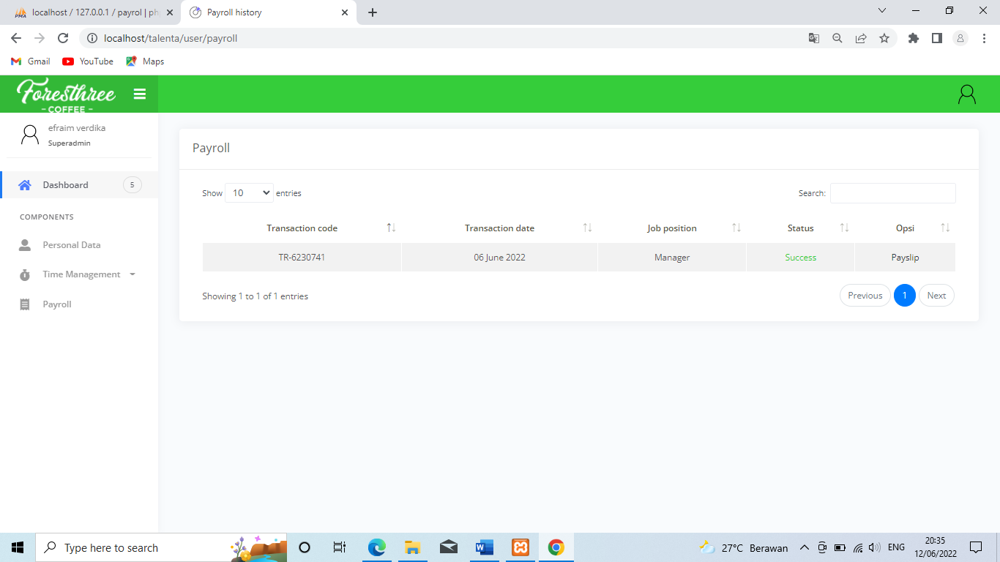 localhost / 127.0.0.1 / payrol | ph
Payroll history
localhost/talenta/user/payroll
Gmail YouTube Maps
Foresthree
- COFFEE -
efraim verdika
Superadmin
Dashboard 5
COMPONENTS
Personal Data
Time Management
Payroll
Payroll
Show 10 entries
Search:
Transaction code Transaction date Job position Status Opsi
TR-6230741 06 June 2022 Manager Success Payslip
Showing 1 to 1 of 1 entries
Previous 1 Next
Type here to search
27°C Berawan
ENG
20:35
12/06/2022